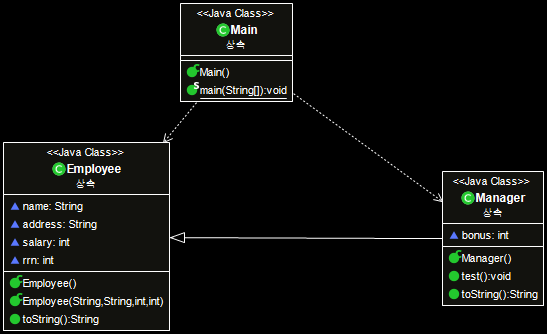 <<Java Class>>
Main
상속
Main()
main(String[]):void
<<Java Class>>
Employee
상속
name: String
address: String
salary: int
rrn: int
Employee()
Employee(String,String,int,int)
toString():String
<<Java Class>>
Manager
상속
bonus: int
Manager()
test():void
toString():String